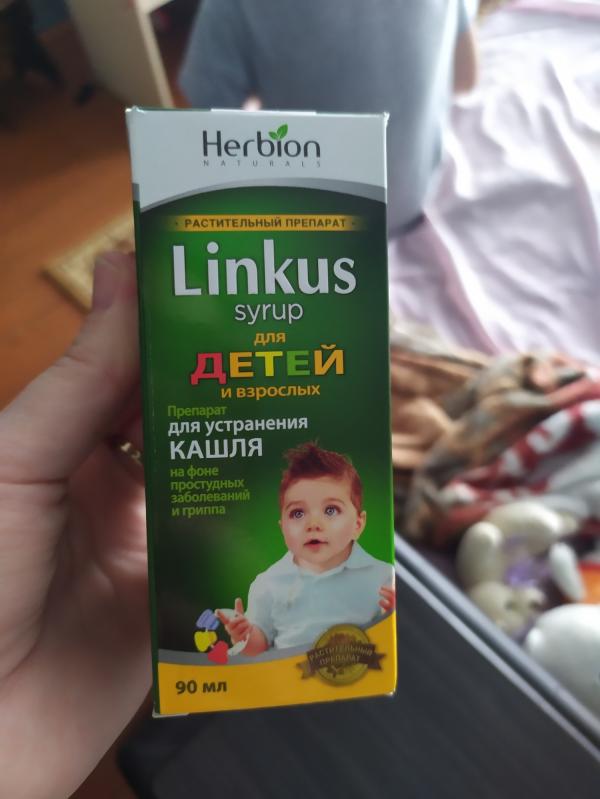 Herbion
NATURALS
РАСТИТЕЛЬНЫЙ ПРЕПАРАТ
Linkus
syrup
для
ДЕТЕЙ
и взрослых
Препарат
для устранения
КАШЛЯ
на фоне
простудных
заболеваний
и гриппа
РАСТИТЕЛЬНЫЙ
ПРЕПАРАТ
90 мл